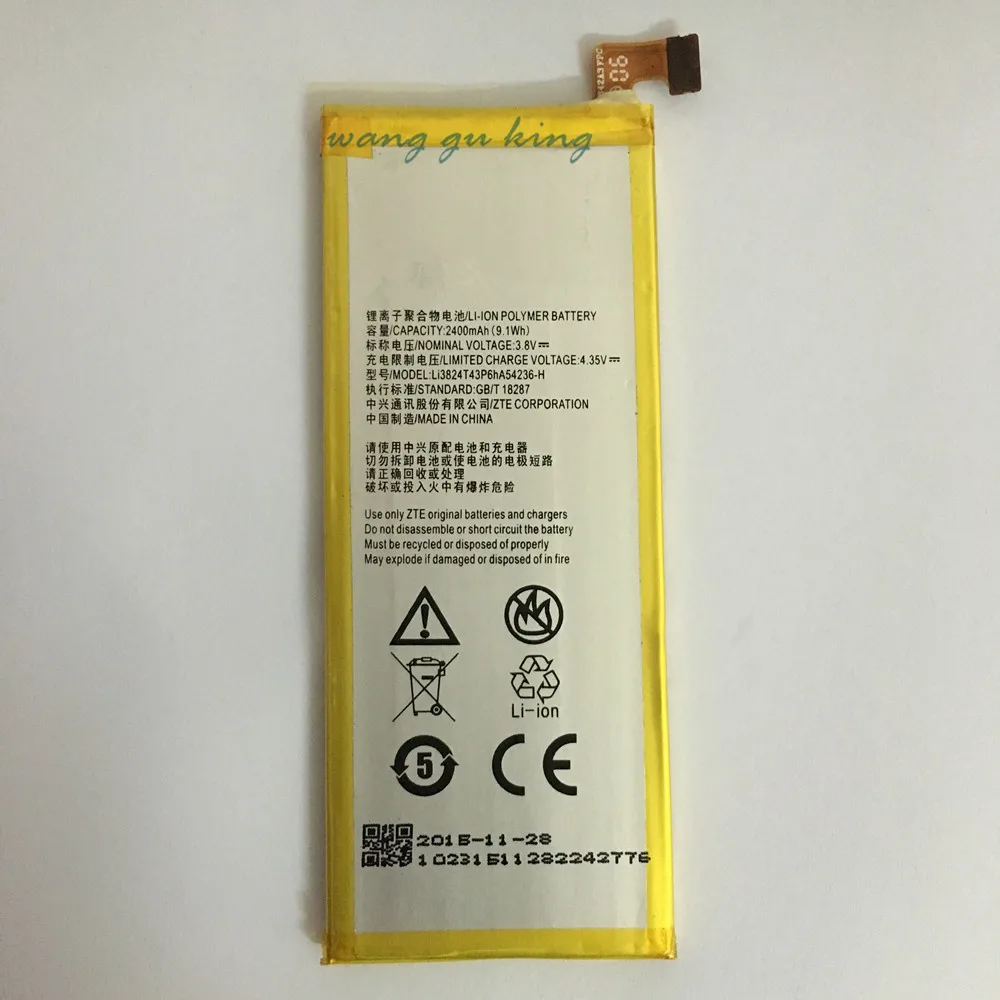 06
wang gu king
锂离子聚合物电池/LI-ION POLYMER BATTERY
容量/CAPACITY:2400mAh (9.1Wh)
标称电压/NOMINAL VOLTAGE:3.8V⎓
充电限制电压/LIMITED CHARGE VOLTAGE:4.35V⎓
型号/MODEL:Li3824T43P6hA54236-H
执行标准/STANDARD:GB/T 18287
中兴通讯股份有限公司/ZTE CORPORATION
中国制造/MADE IN CHINA
请使用中兴原配电池和充电器
切勿拆卸电池或使电池的电极短路
请正确回收或处理
破坏或投入火中有爆炸危险
Use only ZTE original batteries and chargers
Do not disassemble or short circuit the battery
Must be recycled or disposed of properly
May explode if damaged or disposed of in fire
Li-ion
5 CE
2015-11-28
102315112822427​76